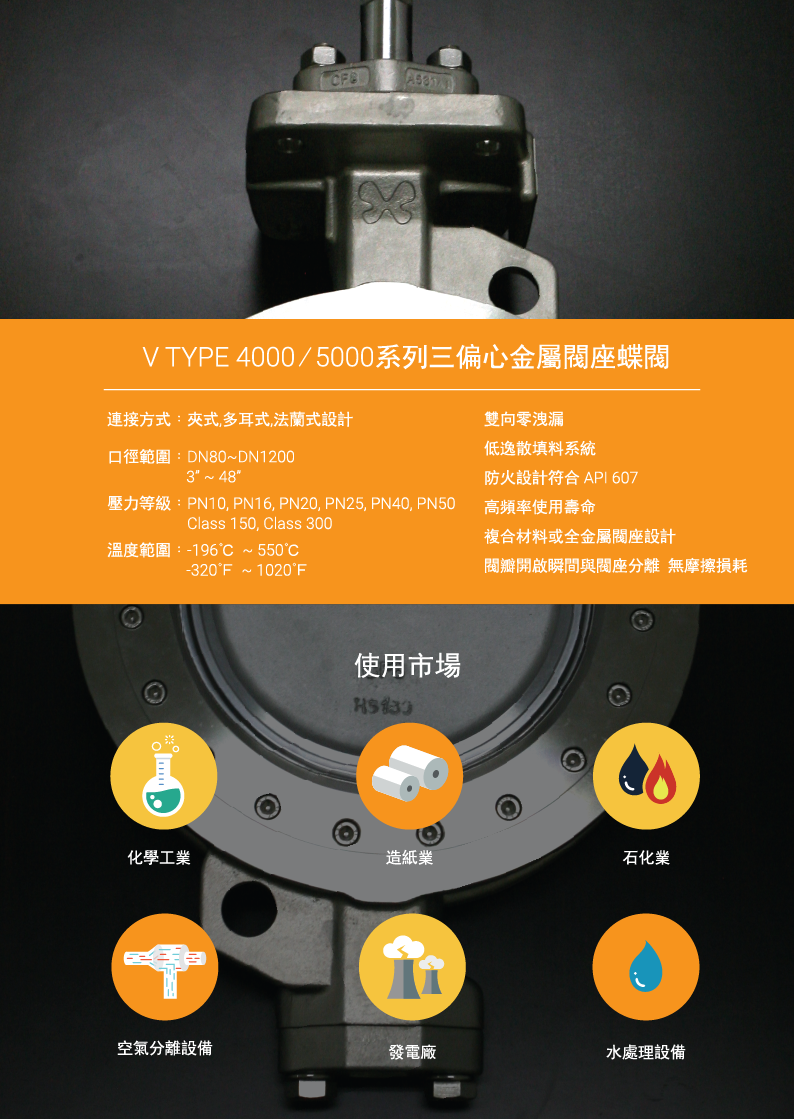 CF8
A351
V TYPE 4000 / 5000系列三偏心金屬閥座蝶閥
連接方式：夾式,多耳式,法蘭式設計
口徑範圍：DN80~DN1200
3” ~ 48”
壓力等級：PN10, PN16, PN20, PN25, PN40, PN50
Class 150, Class 300
溫度範圍：-196℃ ~ 550℃
-320℉ ~ 1020℉
雙向零洩漏
低逸散填料系統
防火設計符合 API 607
高頻率使用壽命
複合材料或全金屬閥座設計
閥瓣開啟瞬間與閥座分離 無摩擦損耗
使用市場
化學工業
造紙業
石化業
空氣分離設備
發電廠
水處理設備